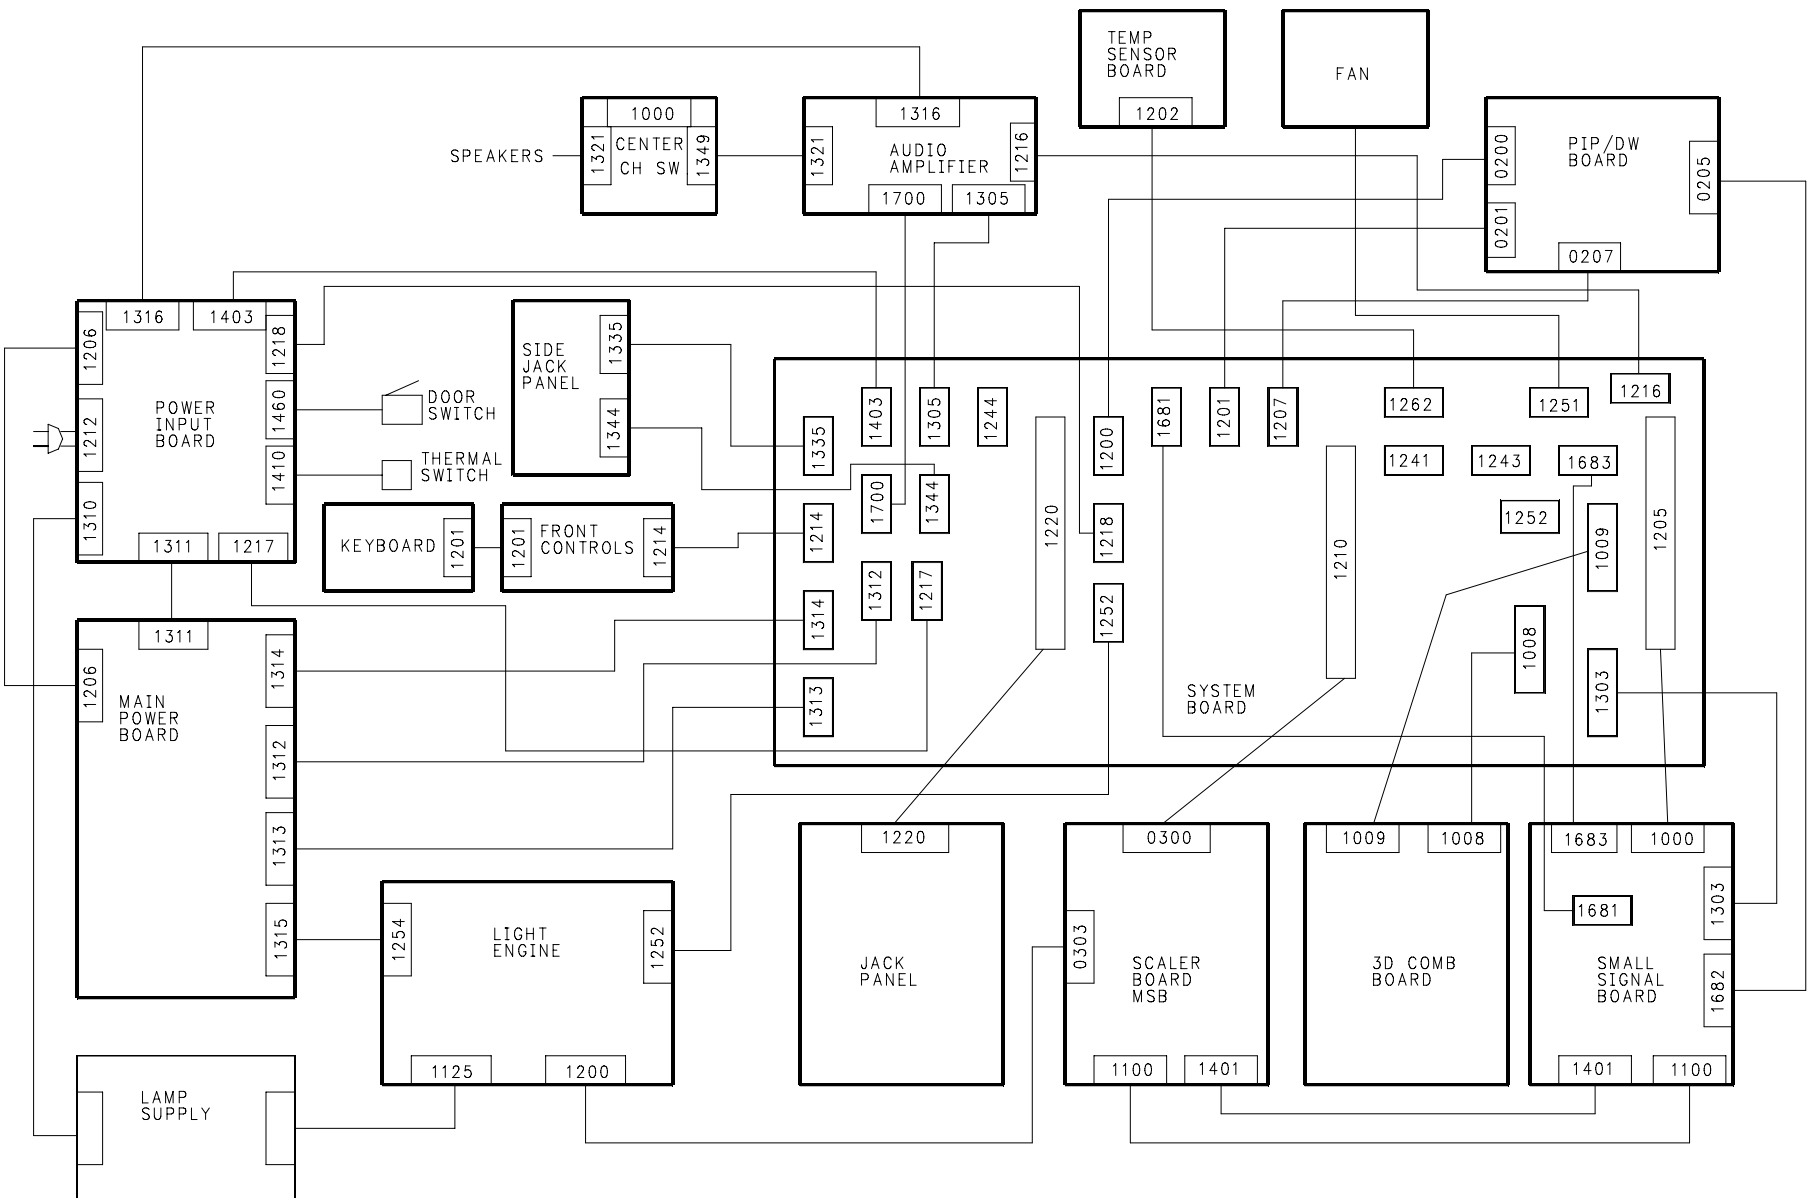 TEMP
SENSOR
BOARD
1202
FAN
1000
1321
CENTER
CH SW
1349
SPEAKERS
1316
1321
AUDIO
AMPLIFIER
1216
1700
1305
0200
PIP/DW
BOARD
0205
0201
0207
1316
1403
1206
1218
1212
POWER
INPUT
BOARD
1460
1410
1310
1311
1217
DOOR
SWITCH
THERMAL
SWITCH
SIDE
JACK
PANEL
1335
1344
KEYBOARD
1201
1201
FRONT
CONTROLS
1214
1335
1403
1305
1244
1200
1681
1201
1207
1262
1251
1216
1241
1243
1683
1214
1700
1344
1220
1218
1210
1252
1009
1205
1314
1312
1217
1252
1008
1313
SYSTEM
BOARD
1303
1311
1206
1314
MAIN
POWER
BOARD
1312
1313
1315
1254
LIGHT
ENGINE
1252
1125
1200
1220
JACK
PANEL
0300
0303
SCALER
BOARD
MSB
1100
1401
1009
1008
3D COMB
BOARD
1683
1000
1681
1303
SMALL
SIGNAL
BOARD
1682
1401
1100
LAMP
SUPPLY